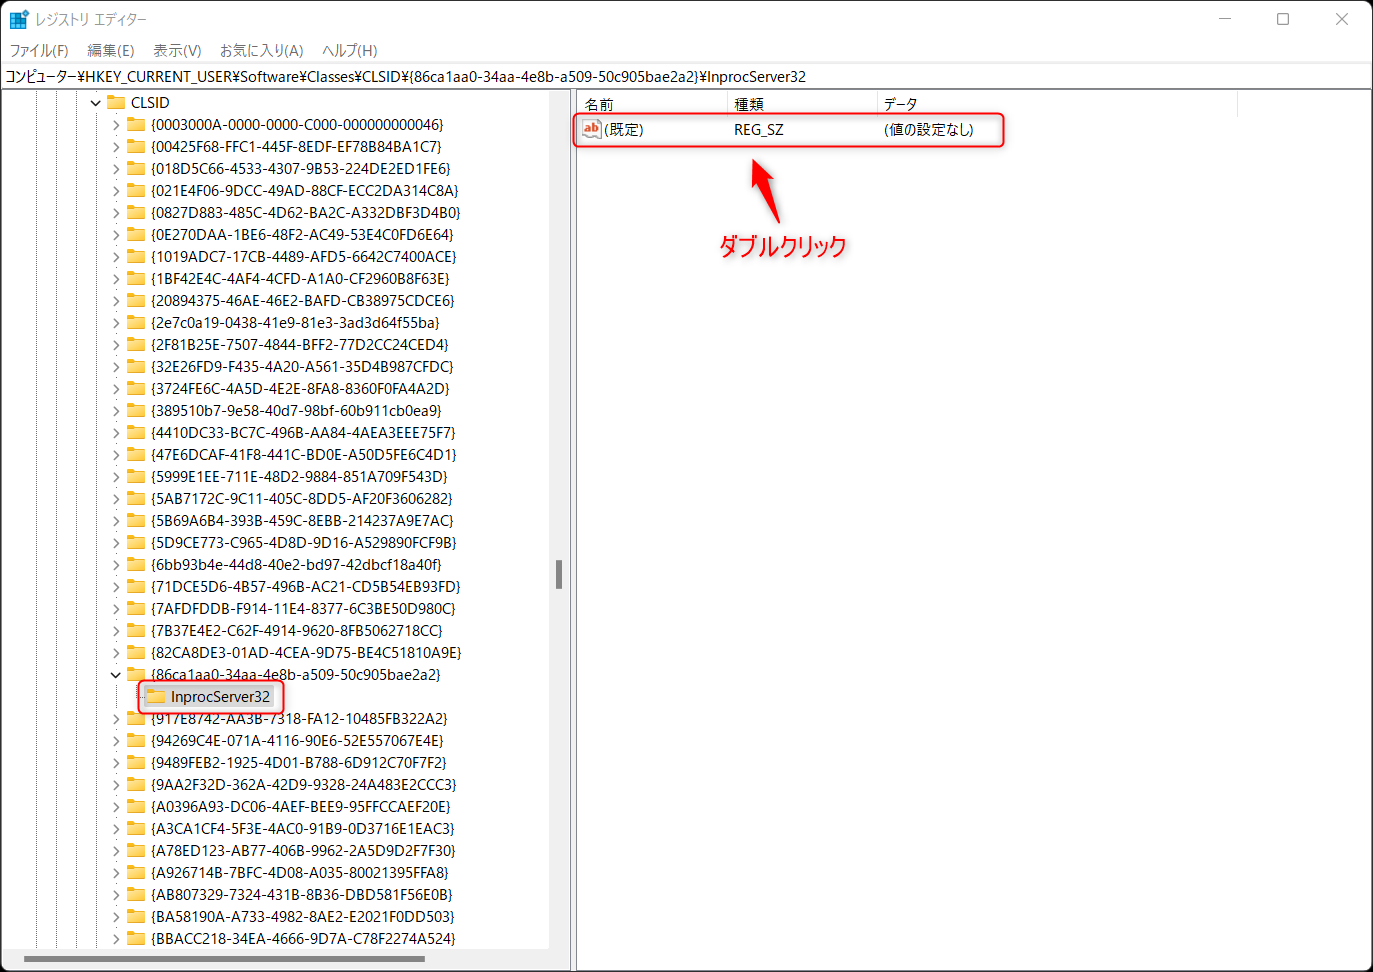 レジストリ エディター
ファイル(F) 編集(E) 表示(V) お気に入り(A) ヘルプ(H)
コンピューター¥HKEY_CURRENT_USER¥Software¥Classes¥CLSID¥{86ca1aa0-34aa-4e8b-a509-50c905bae2a2}¥InprocServer32
CLSID
{0003000A-0000-0000-C000-000000000046}
{00425F68-FFC1-445F-8EDF-EF78B84BA1C7}
{018D5C66-4533-4307-9B53-224DE2ED1FE6}
{021E4F06-9DCC-49AD-88CF-ECC2DA314C8A}
{0827D883-485C-4D62-BA2C-A332DBF3D4B0}
{0E270DAA-1BE6-48F2-AC49-53E4C0FD6E64}
{1019ADC7-17CB-4489-AFD5-6642C7400ACE}
{1BF42E4C-4AF4-4CFD-A1A0-CF2960B8F63E}
{20894375-46AE-46E2-BAFD-CB38975CDCE6}
{2e7c0a19-0438-41e9-81e3-3ad3d64f55ba}
{2F81B25E-7507-4844-BFF2-77D2CC24CED4}
{32E26FD9-F435-4A20-A561-35D4B987CFDC}
{3724FE6C-4A5D-4E2E-8FA8-8360F0FA4A2D}
{389510b7-9e58-40d7-98bf-60b911cb0ea9}
{4410DC33-BC7C-496B-AA84-4AEA3EEE75F7}
{47E6DCAF-41F8-441C-BD0E-A50D5FE6C4D1}
{5999E1EE-711E-48D2-9884-851A709F543D}
{5AB7172C-9C11-405C-8DD5-AF20F3606282}
{5B69A6B4-393B-459C-8EBB-214237A9E7AC}
{5D9CE773-C965-4D8D-9D16-A529890FCF9B}
{6bb93b4e-44d8-40e2-bd97-42dbcf18a40f}
{71DCE5D6-4B57-496B-AC21-CD5B54EB93FD}
{7AFDFDDB-F914-11E4-8377-6C3BE50D980C}
{7B37E4E2-C62F-4914-9620-8FB5062718CC}
{82CA8DE3-01AD-4CEA-9D75-BE4C51810A9E}
{86ca1aa0-34aa-4e8b-a509-50c905bae2a2}
InprocServer32
{917E8742-AA3B-7318-FA12-10485FB322A2}
{94269C4E-071A-4116-90E6-52E557067E4E}
{9489FEB2-1925-4D01-B788-6D912C70F7F2}
{9AA2F32D-362A-42D9-9328-24A483E2CCC3}
{A0396A93-DC06-4AEF-BEE9-95FFCCAEF20E}
{A3CA1CF4-5F3E-4AC0-91B9-0D3716E1EAC3}
{A78ED123-AB77-406B-9962-2A5D9D2F7F30}
{A926714B-7BFC-4D08-A035-80021395FFA8}
{AB807329-7324-431B-8B36-DBD581F56E0B}
{BA58190A-A733-4982-8AE2-E2021F0DD503}
{BBACC218-34EA-4666-9D7A-C78F2274A524}
名前 種類 データ
ab (既定) REG_SZ (値の設定なし)
ダブルクリック